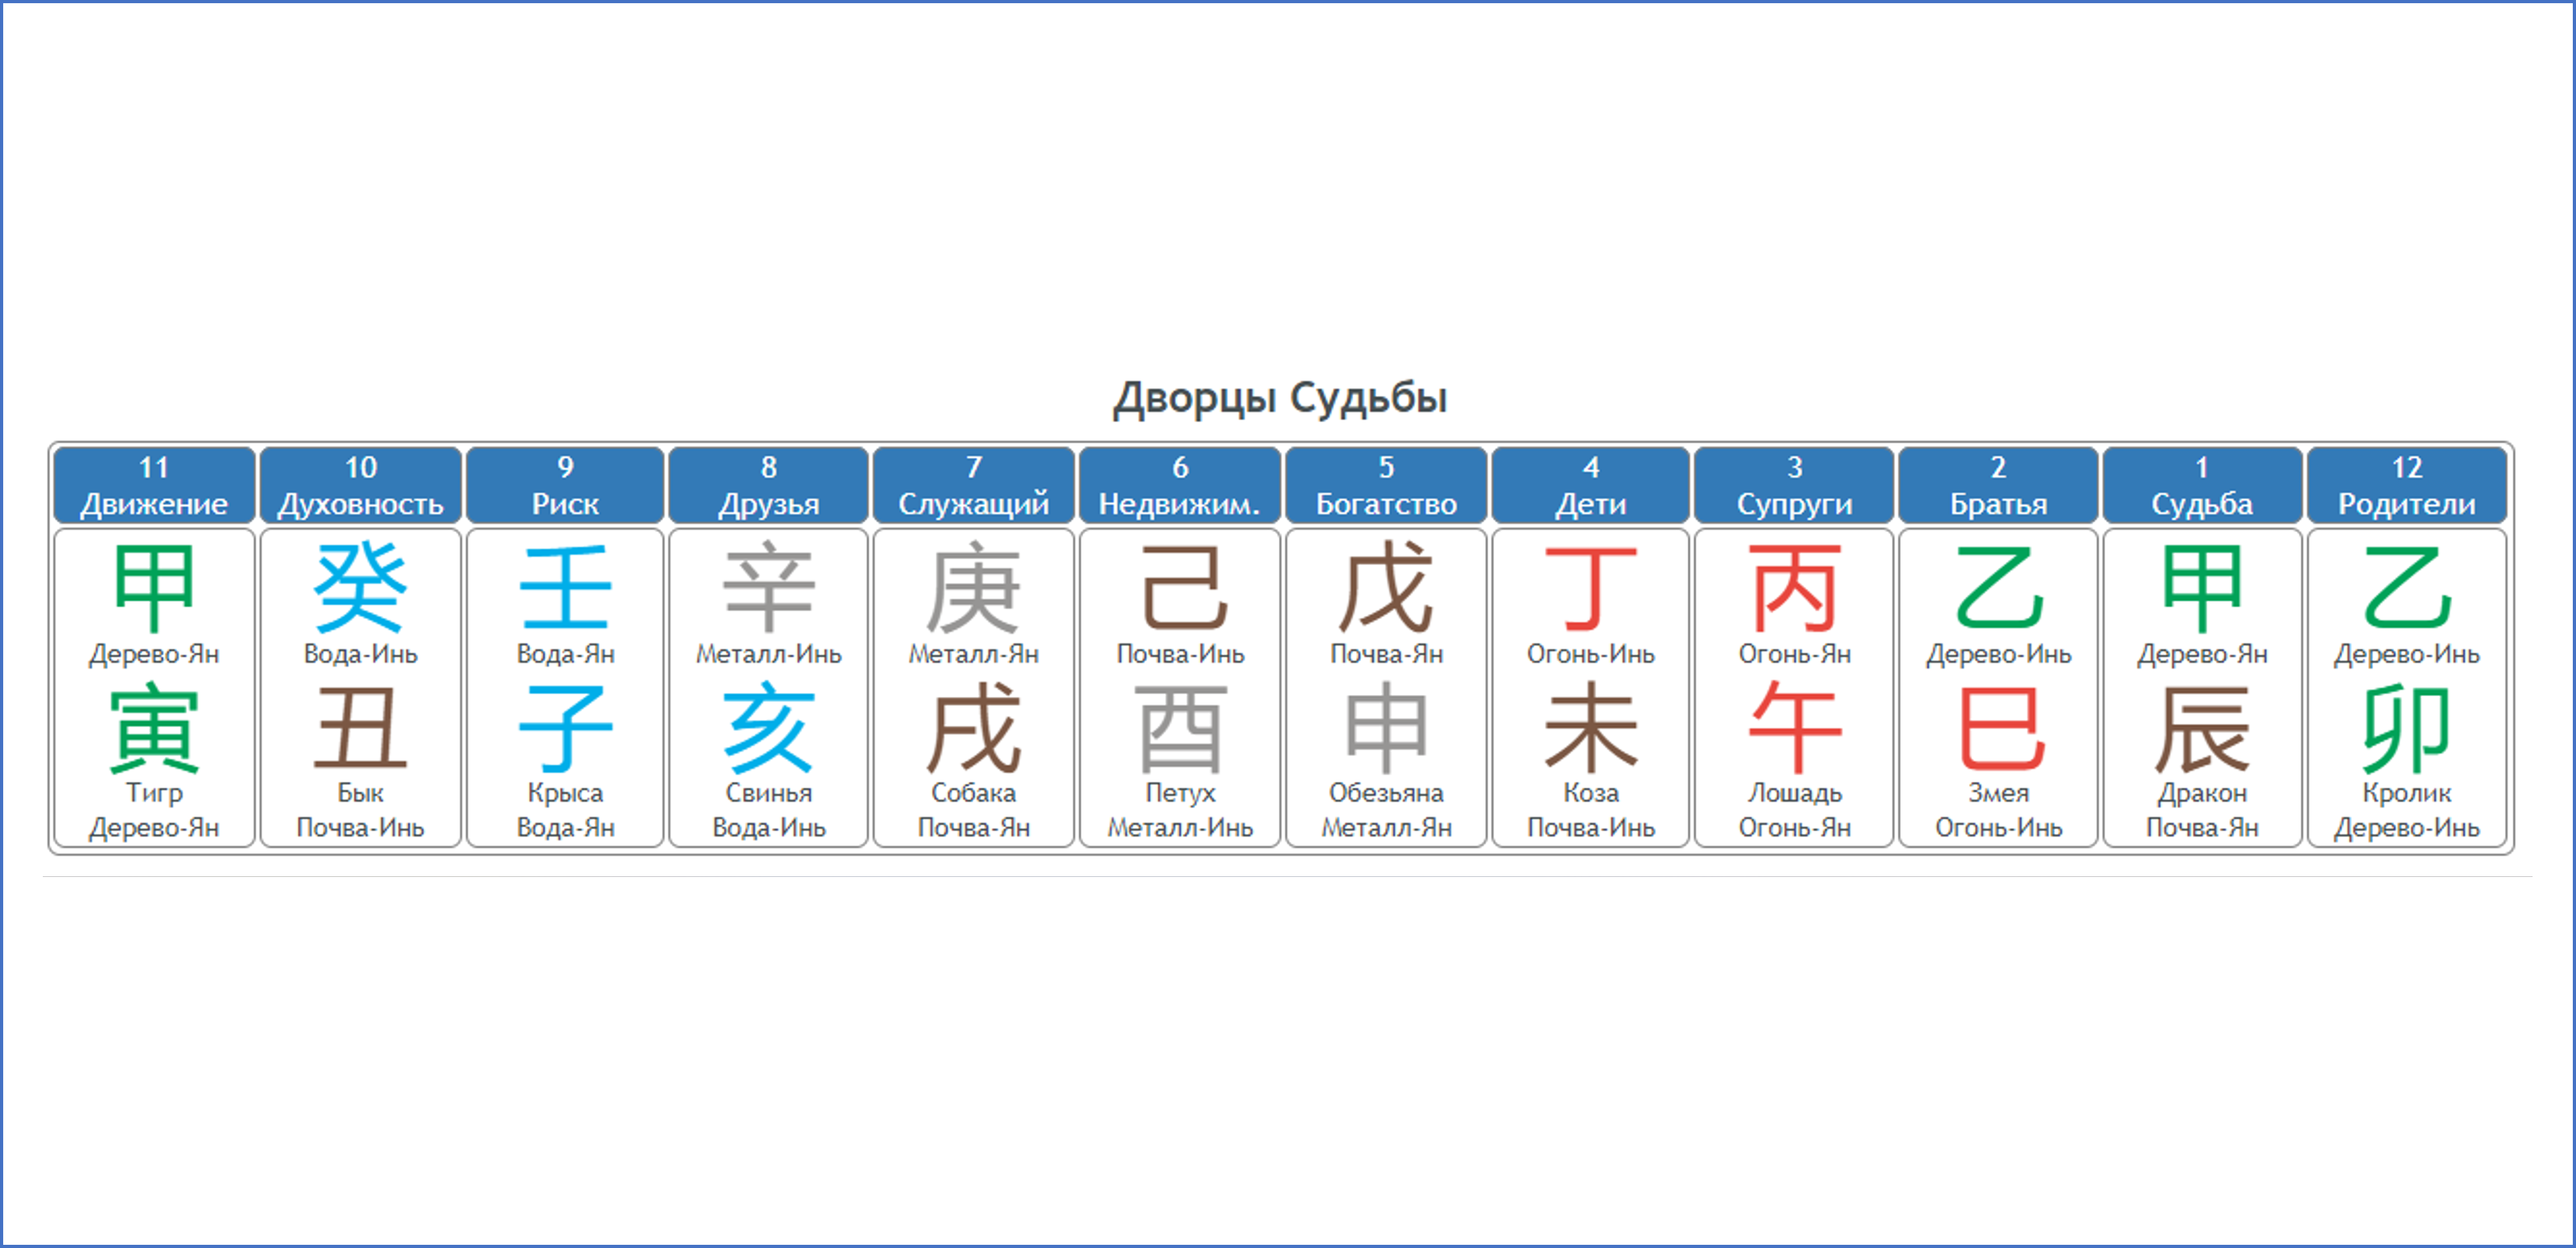 Дворцы Судьбы
11 10 9 8 7 6 5 4 3 2 1 12
Движение Духовность Риск Друзья Служащий Недвижим. Богатство Дети Супруги Братья Судьба Родители
甲 癸 壬 辛 庚 己 戊 丁 丙 乙 甲 乙
Дерево-Ян Вода-Инь Вода-Ян Металл-Инь Металл-Ян Почва-Инь Почва-Ян Огонь-Инь Огонь-Ян Дерево-Инь Дерево-Ян Дерево-Инь
寅 丑 子 亥 戌 酉 申 未 午 巳 辰 卯
Тигр Бык Крыса Свинья Собака Петух Обезьяна Коза Лошадь Змея Дракон Кролик
Дерево-Ян Почва-Инь Вода-Ян Вода-Инь Почва-Ян Металл-Инь Металл-Ян Почва-Инь Огонь-Ян Огонь-Инь Почва-Ян Дерево-Инь